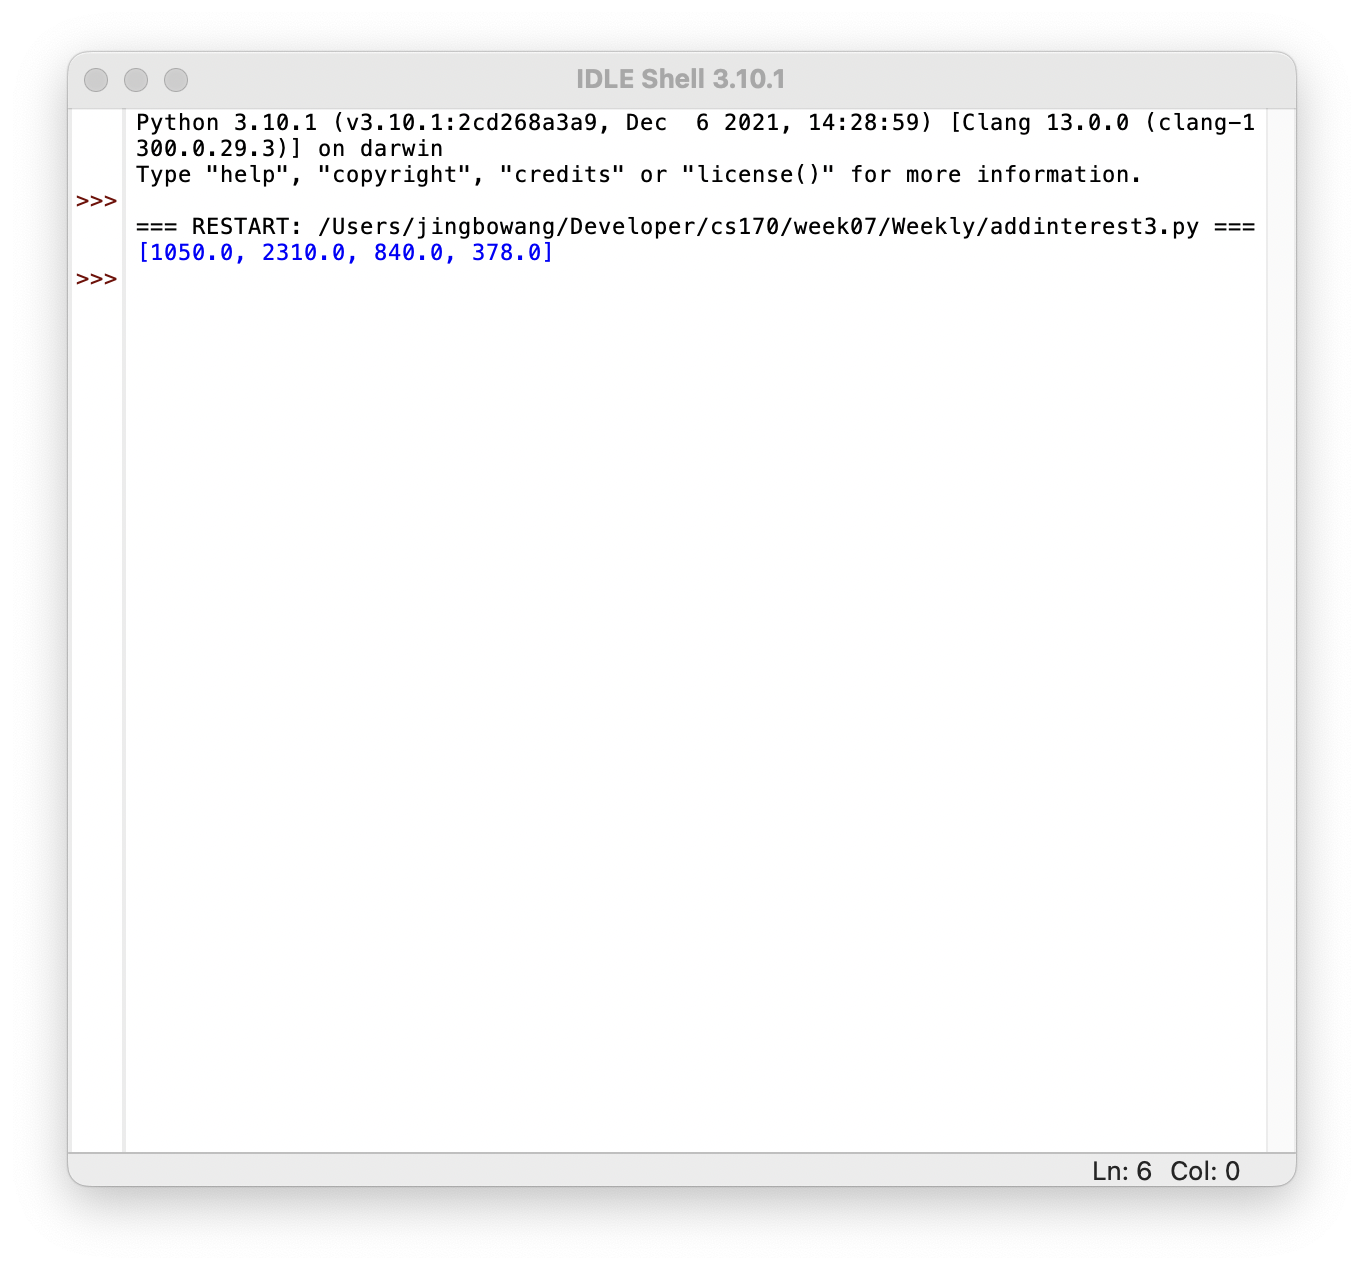 IDLE Shell 3.10.1
Python 3.10.1 (v3.10.1:2cd268a3a9, Dec  6 2021, 14:28:59) [Clang 13.0.0 (clang-1
300.0.29.3)] on darwin
Type "help", "copyright", "credits" or "license()" for more information.
>>>
=== RESTART: /Users/jingbowang/Developer/cs170/week07/Weekly/addinterest3.py ===
[1050.0, 2310.0, 840.0, 378.0]
>>>
Ln: 6  Col: 0